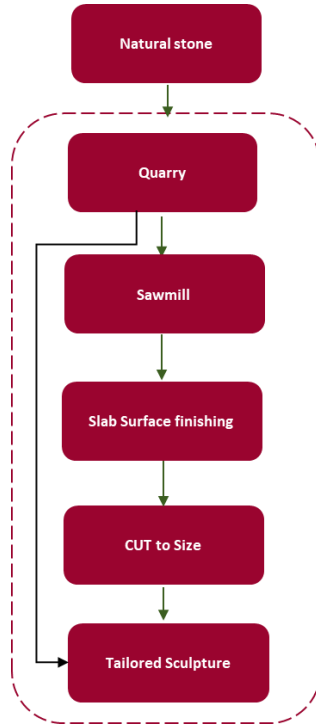 Natural stone
Quarry
Sawmill
Slab Surface finishing
CUT to Size
Tailored Sculpture